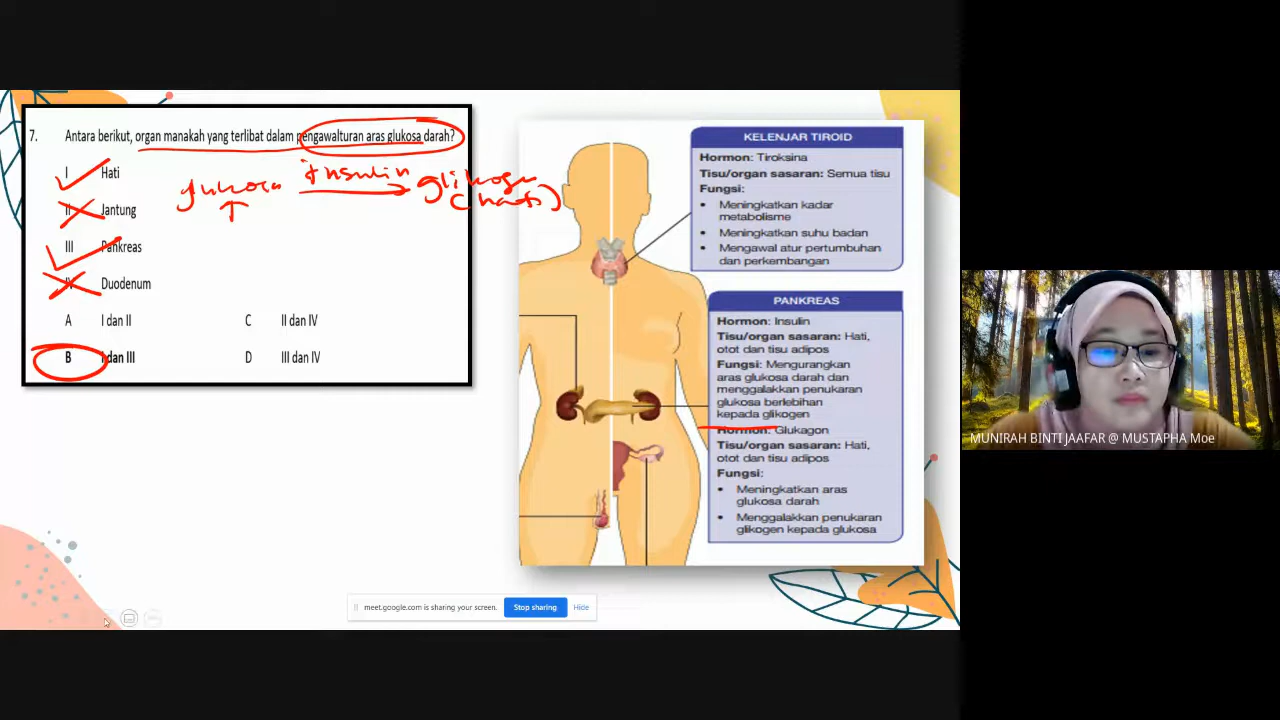 7. Antara berikut, organ manakah yang terlibat dalam pengawalturan aras glukosa darah?
I Hati
II Jantung
III Pankreas
IV Duodenum
A I dan II C II dan IV
B I dan III D III dan IV
glukosa ↑ insulin → glikogen
(hati)
KELENJAR TIROID
Hormon: Tiroksina
Tisu/organ sasaran: Semua tisu
Fungsi:
• Meningkatkan kadar
metabolisme
• Meningkatkan suhu badan
• Mengawal atur pertumbuhan
dan perkembangan
PANKREAS
Hormon: Insulin
Tisu/organ sasaran: Hati,
otot dan tisu adipos
Fungsi: Mengurangkan
aras glukosa darah dan
menggalakkan penukaran
glukosa berlebihan
kepada glikogen
Hormon: Glukagon
Tisu/organ sasaran: Hati,
otot dan tisu adipos
Fungsi:
• Meningkatkan aras
glukosa darah
• Menggalakkan penukaran
glikogen kepada glukosa
meet.google.com is sharing your screen. Stop sharing Hide
MUNIRAH BINTI JAAFAR @ MUSTAPHA Moe